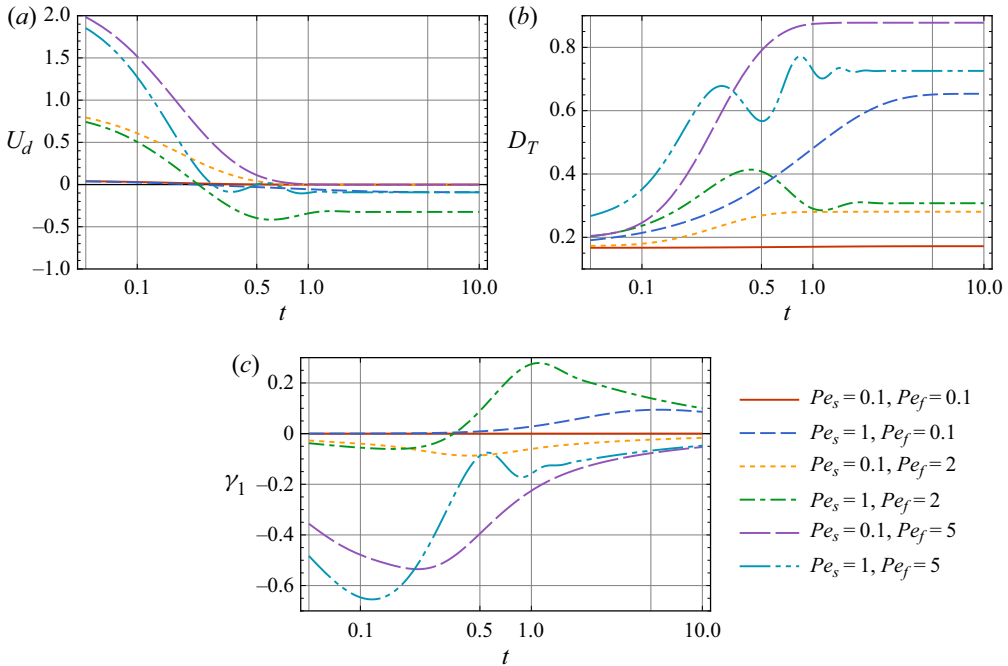 (a)
2.0
1.5
1.0
U_d 0.5
0
−0.5
−1.0
0.1 0.5 1.0 10.0
t
(b)
0.8
0.6
D_T
0.4
0.2
0.1 0.5 1.0 10.0
t
(c)
0.2
0
γ_1 −0.2
−0.4
−0.6
0.1 0.5 1.0 10.0
t
Pe_s = 0.1, Pe_f = 0.1
Pe_s = 1, Pe_f = 0.1
Pe_s = 0.1, Pe_f = 2
Pe_s = 1, Pe_f = 2
Pe_s = 0.1, Pe_f = 5
Pe_s = 1, Pe_f = 5